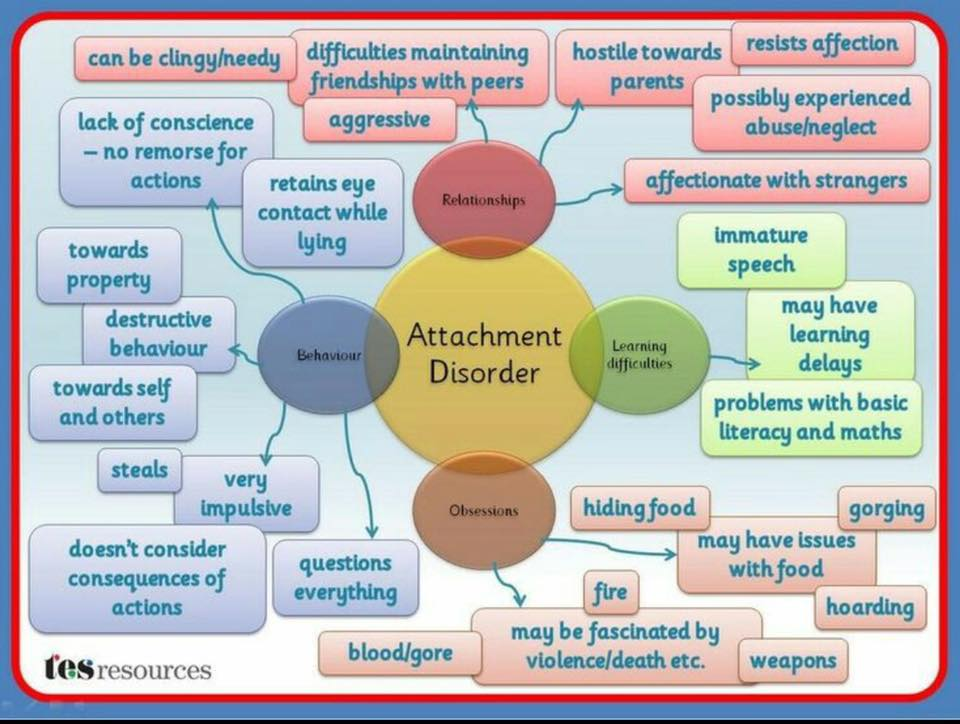 can be clingy/needy
difficulties maintaining
friendships with peers
aggressive
hostile towards
parents
resists affection
possibly experienced
abuse/neglect
affectionate with strangers
Relationships
lack of conscience
– no remorse for
actions
retains eye
contact while
lying
towards
property
destructive
behaviour
towards self
and others
Behaviour
Attachment
Disorder
Learning
difficulties
immature
speech
may have
learning
delays
problems with basic
literacy and maths
steals
very
impulsive
doesn't consider
consequences of
actions
questions
everything
Obsessions
hiding food
gorging
may have issues
with food
hoarding
fire
may be fascinated by
violence/death etc.
blood/gore
weapons
tes resources